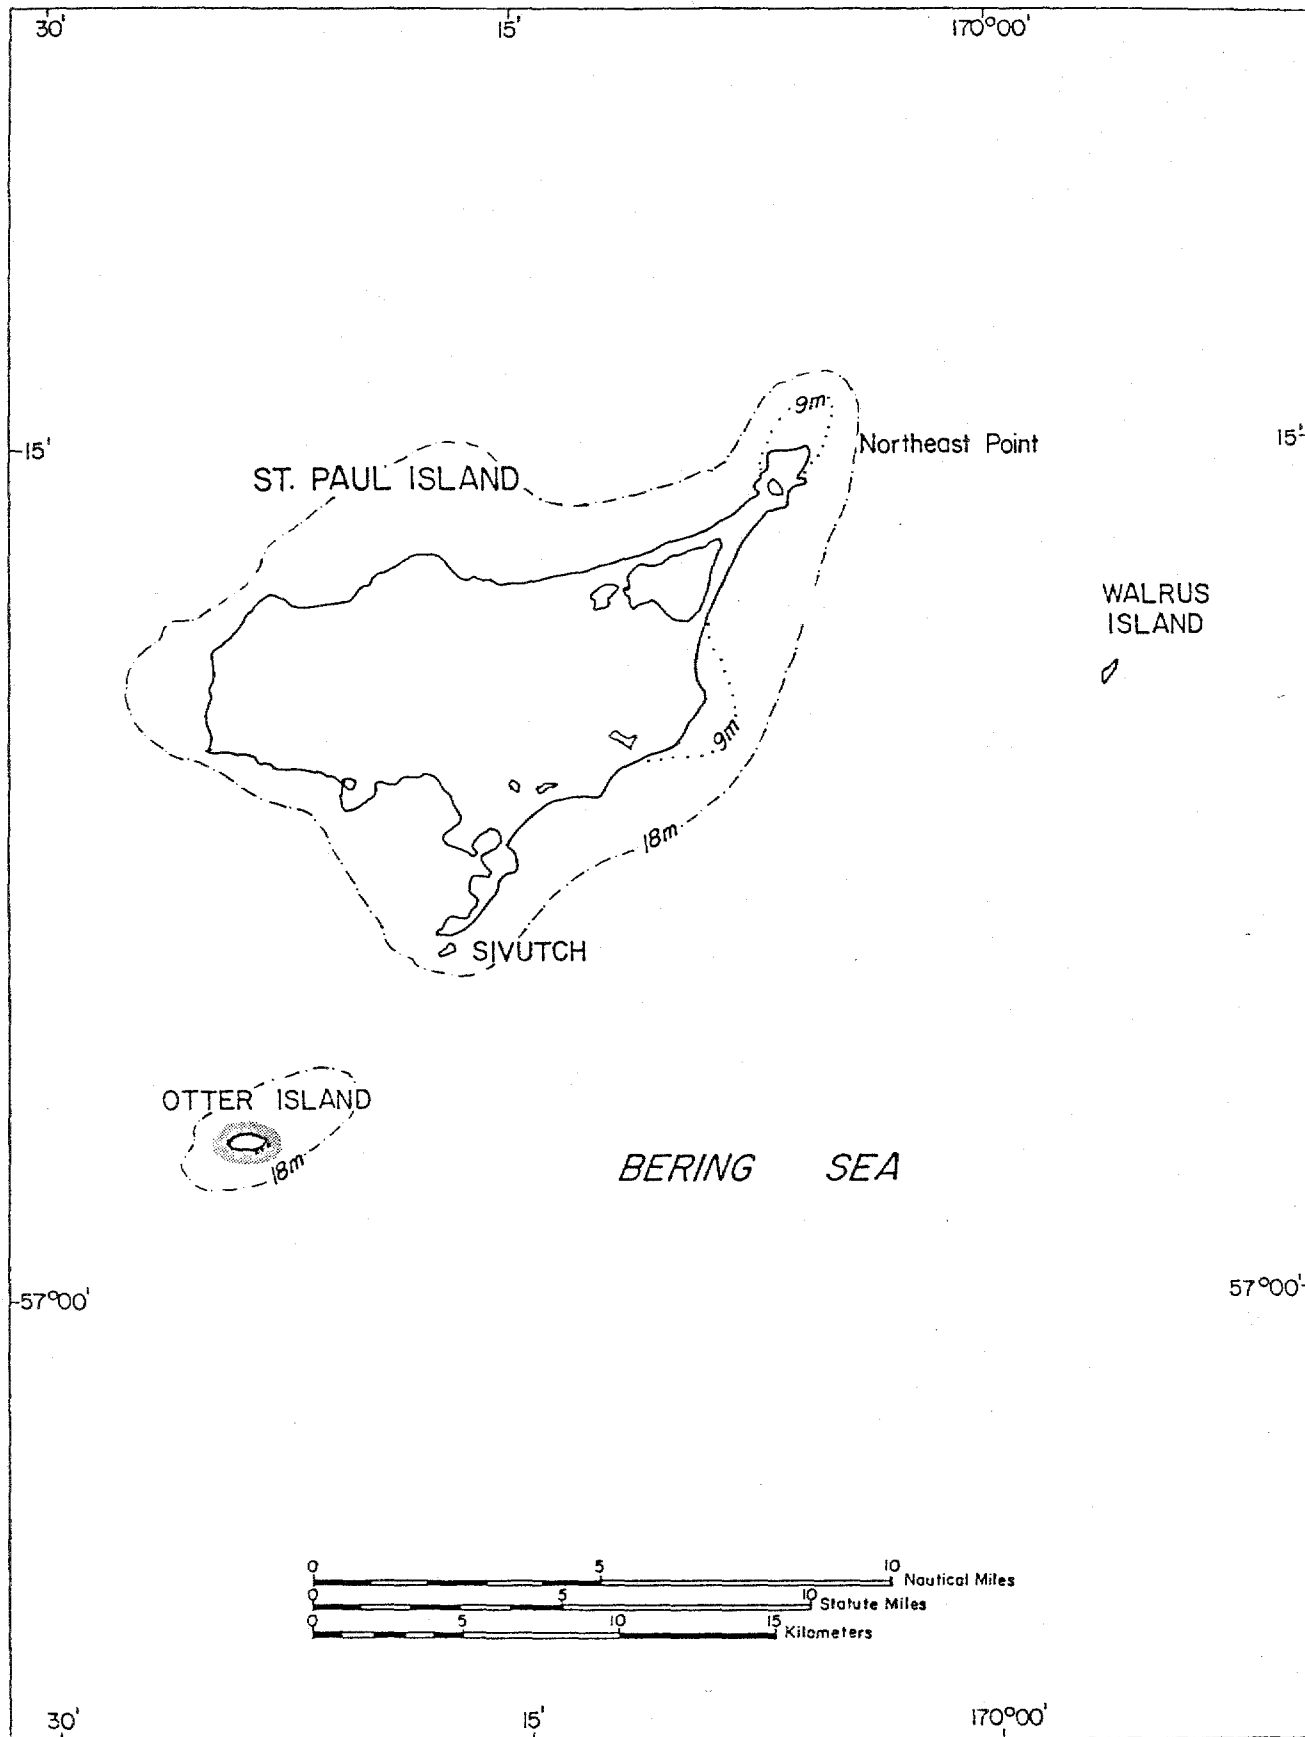 30' 15' 170°00'
9m
15' Northeast Point 15'
ST. PAUL ISLAND
WALRUS
ISLAND
9m
18m
SIVUTCH
OTTER ISLAND
18m
BERING SEA
57°00' 57°00'
0 5 10 Nautical Miles
0 5 10 Statute Miles
0 5 10 15 Kilometers
30' 15' 170°00'